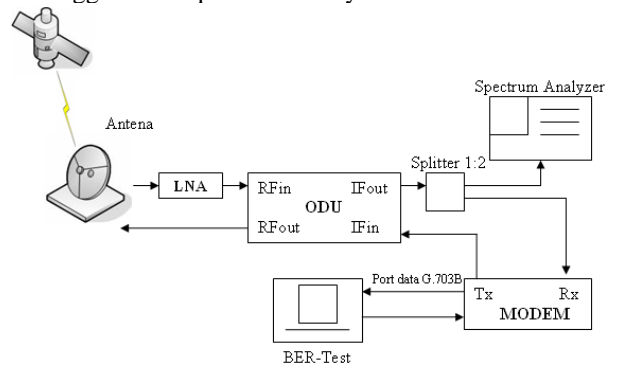 Spectrum Analyzer
Antena
Splitter 1:2
LNA
RFin IFout
ODU
RFout IFin
Port data G.703B
Tx Rx
MODEM
BER-Test